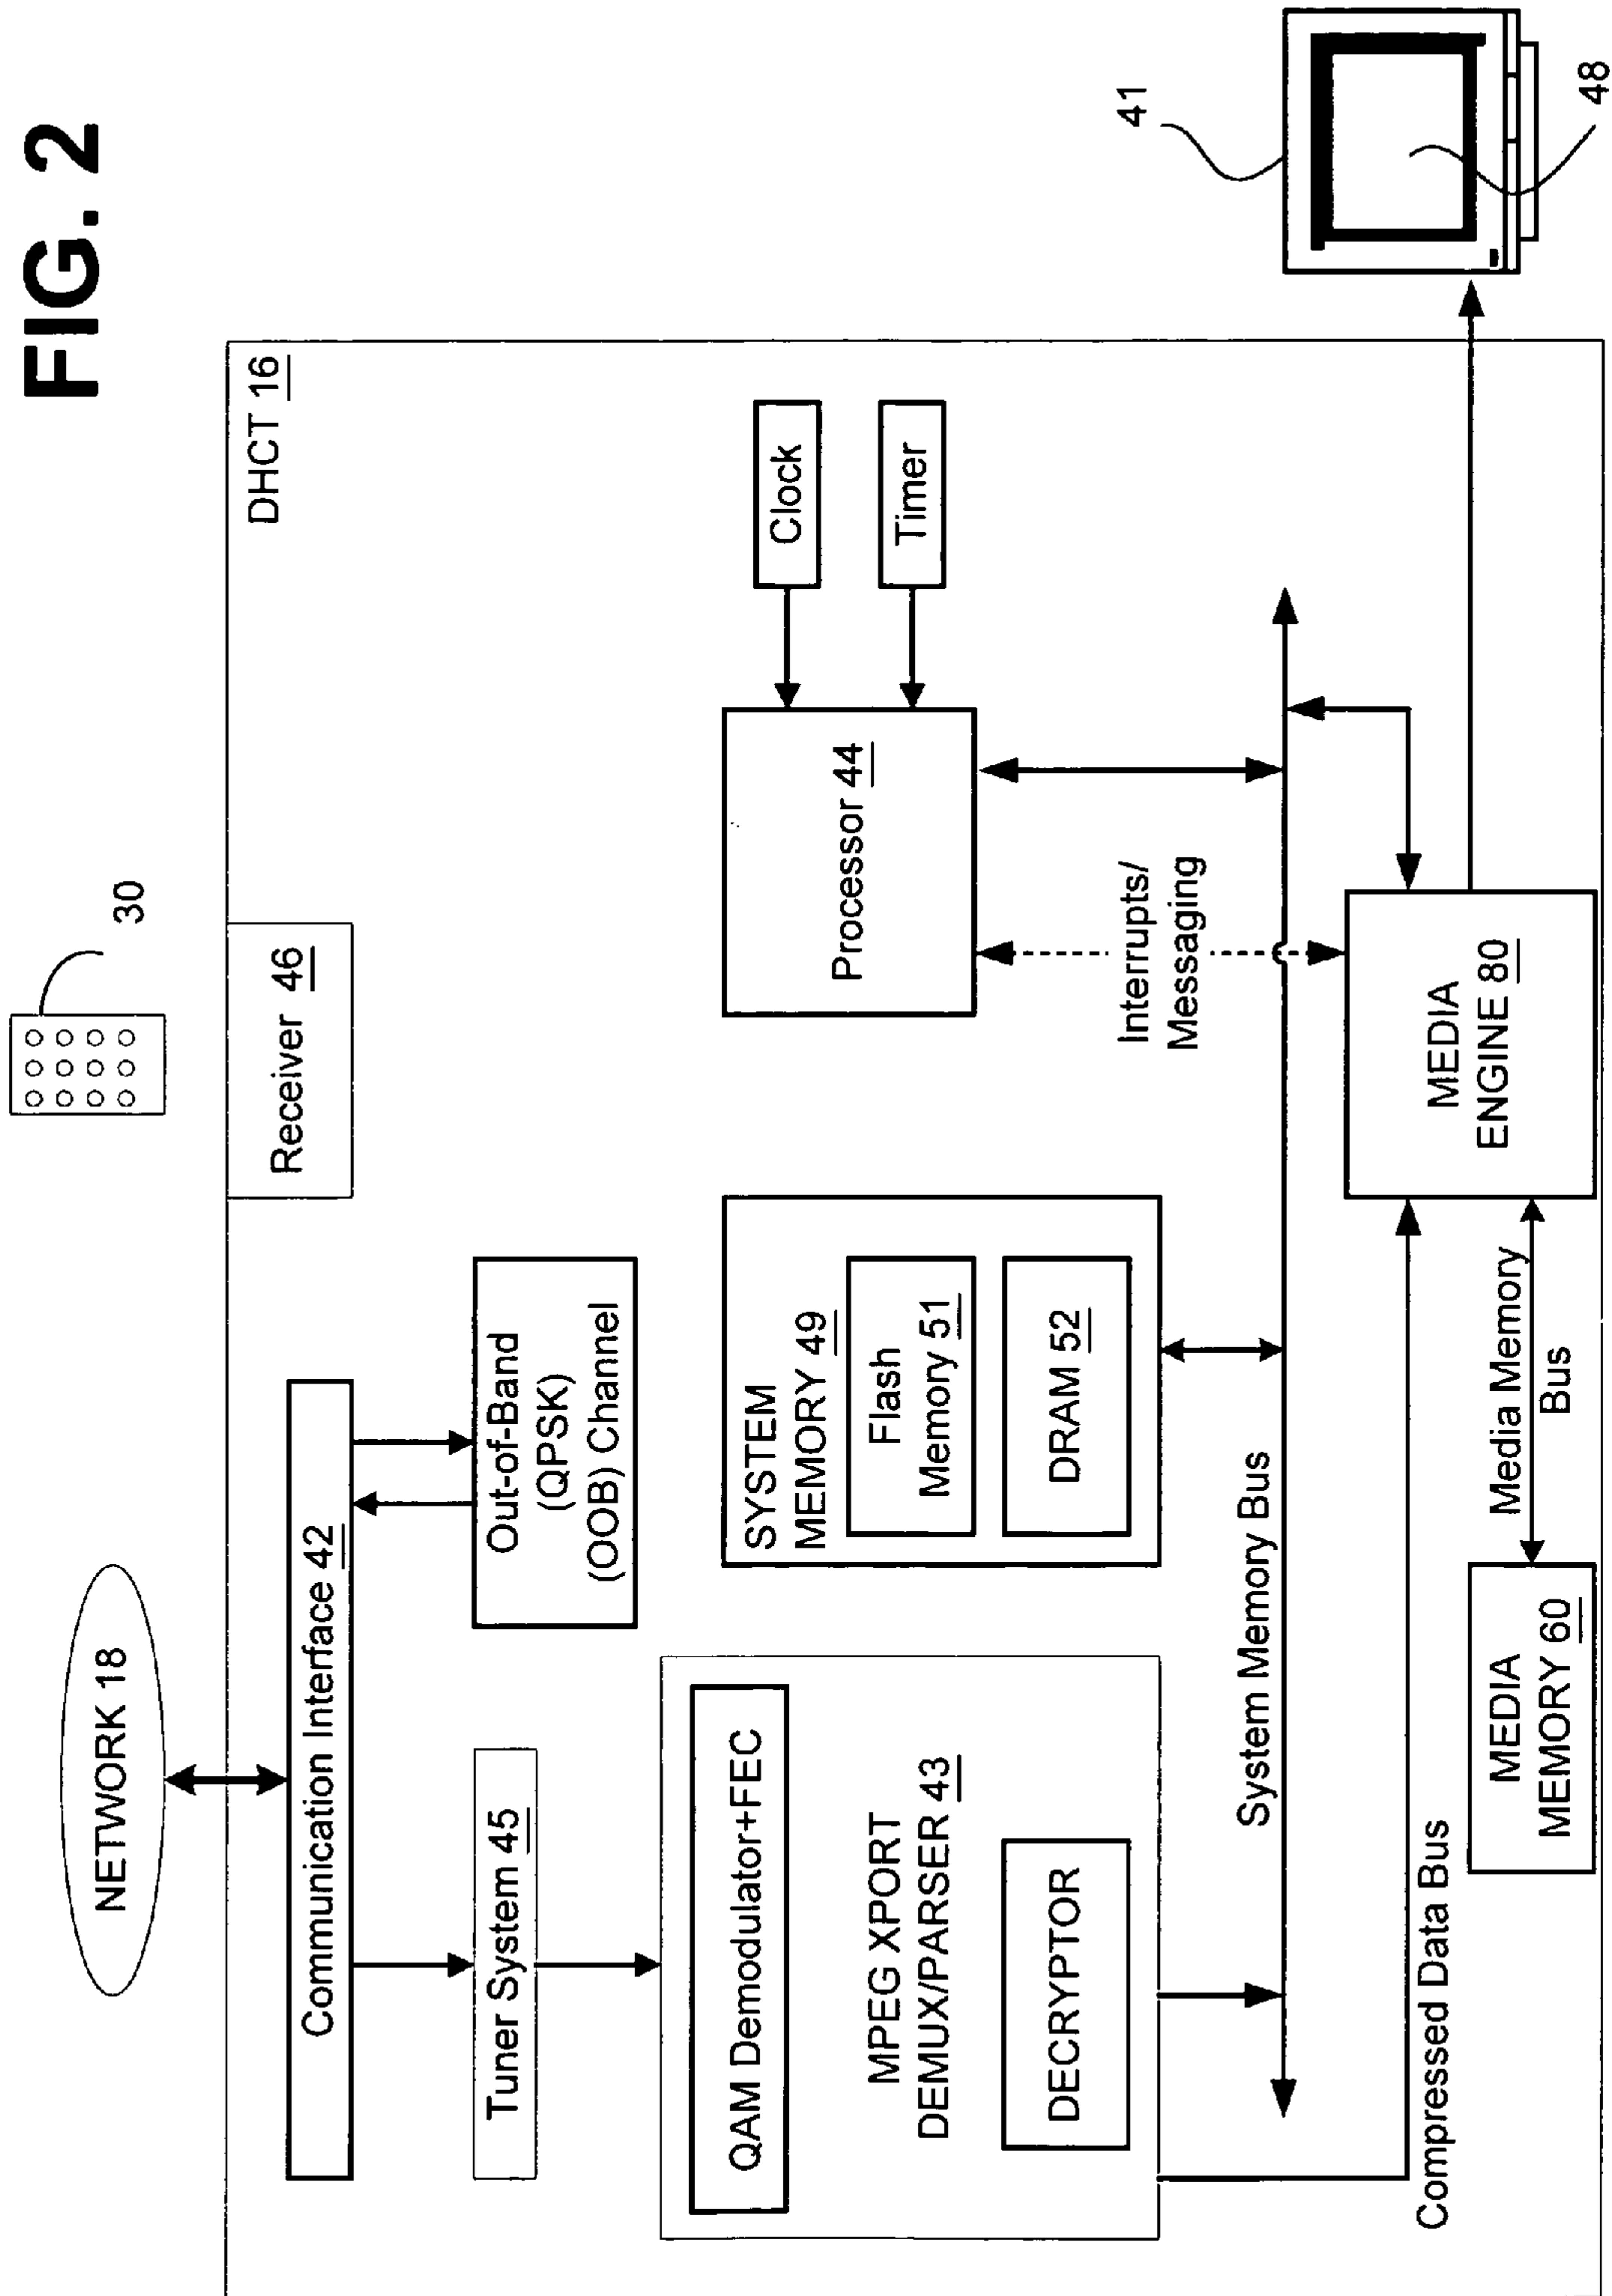 FIG. 2
30
NETWORK 18
DHCT 16
Receiver 46
Communication Interface 42
Tuner System 45
Out-of-Band
(QPSK)
(OOB) Channel
QAM Demodulator+FEC
MPEG XPORT
DEMUX/PARSER 43
DECRYPTOR
SYSTEM
MEMORY 49
Flash
Memory 51
DRAM 52
Processor 44
Clock
Timer
Interrupts/
Messaging
System Memory Bus
Compressed Data Bus
MEDIA
MEMORY 60
Media Memory
Bus
MEDIA
ENGINE 80
41
48